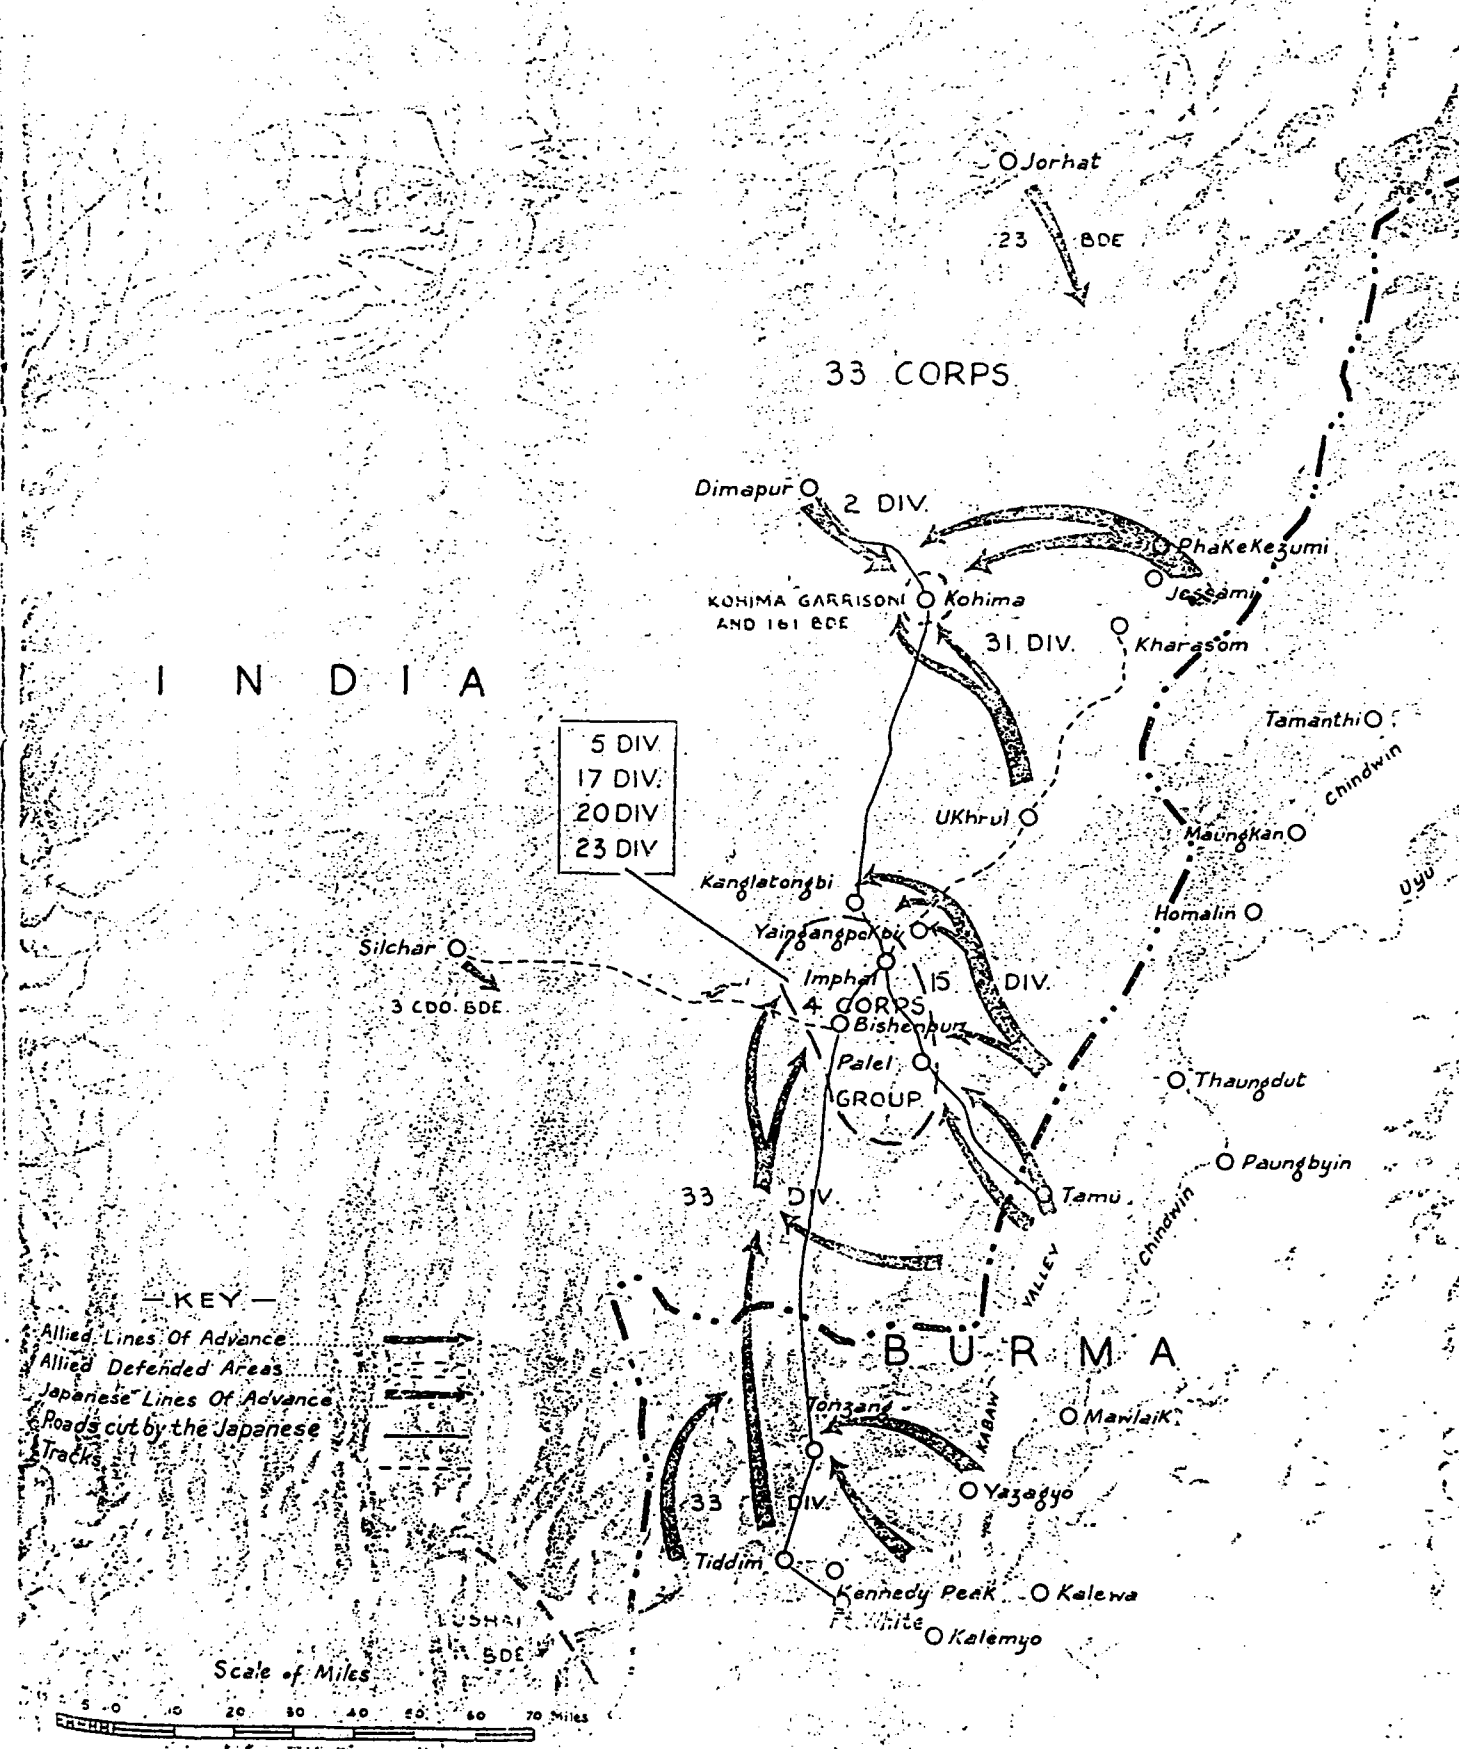 Jorhat
23 BDE
33 CORPS
Dimapur
2 DIV.
Phakekezumi
Jessami
KOHIMA GARRISON
AND 161 BDE
Kohima
31 DIV.
Kharasom
INDIA
Tamanthi
Chindwin
5 DIV.
17 DIV.
20 DIV
23 DIV
Ukhrul
Maungkan
Uyu
Kanglatongbi
Homalin
Yaingangpokpi
Silchar
Imphal
15 DIV.
3 CDO. BDE.
4 CORPS
Bishenpur
Palel
GROUP
Thaungdut
Paungbyin
33 DIV.
Tamu
Chindwin
VALLEY
— KEY —
Allied Lines Of Advance
Allied Defended Areas
Japanese Lines Of Advance
Roads cut by the Japanese
Tracks
BURMA
Tonzang
KABAW
Mawlaik
Yazagyo
33 DIV.
Tiddim
Kennedy Peak
Kalewa
Ft. White
Kalemyo
LUSHAI
BDE
Scale of Miles
5 0 10 20 30 40 50 60 70 Miles